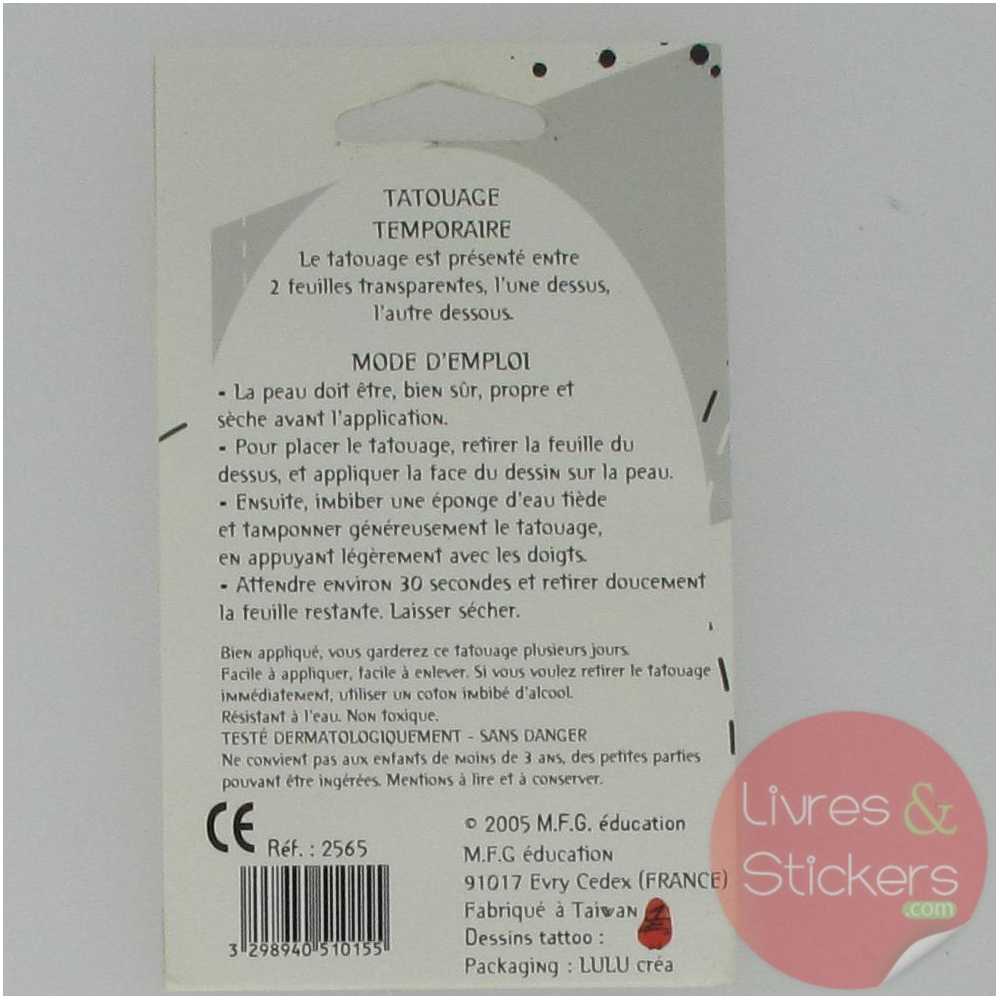 TATOUAGE
TEMPORAIRE
Le tatouage est présenté entre
2 feuilles transparentes, l'une dessus,
l'autre dessous.
MODE D'EMPLOI
- La peau doit être, bien sûr, propre et
sèche avant l'application.
- Pour placer le tatouage, retirer la feuille du
dessus, et appliquer la face du dessin sur la peau.
- Ensuite, imbiber une éponge d'eau tiède
et tamponner généreusement le tatouage,
en appuyant légèrement avec les doigts.
- Attendre environ 30 secondes et retirer doucement
la feuille restante. Laisser sécher.
Bien appliqué, vous garderez ce tatouage plusieurs jours.
Facile à appliquer, facile à enlever. Si vous voulez retirer le tatouage
immédiatement, utiliser un coton imbibé d'alcool.
Résistant à l'eau. Non toxique.
TESTÉ DERMATOLOGIQUEMENT - SANS DANGER
Ne convient pas aux enfants de moins de 3 ans, des petites parties
pouvant être ingérées. Mentions à lire et à conserver.
CE Réf. : 2565
3 298940 510155
© 2005 M.F.G. éducation
M.F.G éducation
91017 Evry Cedex (FRANCE)
Fabriqué à Taiwan
Dessins tattoo :
Packaging : LULU créa
Livres &
Stickers
.com